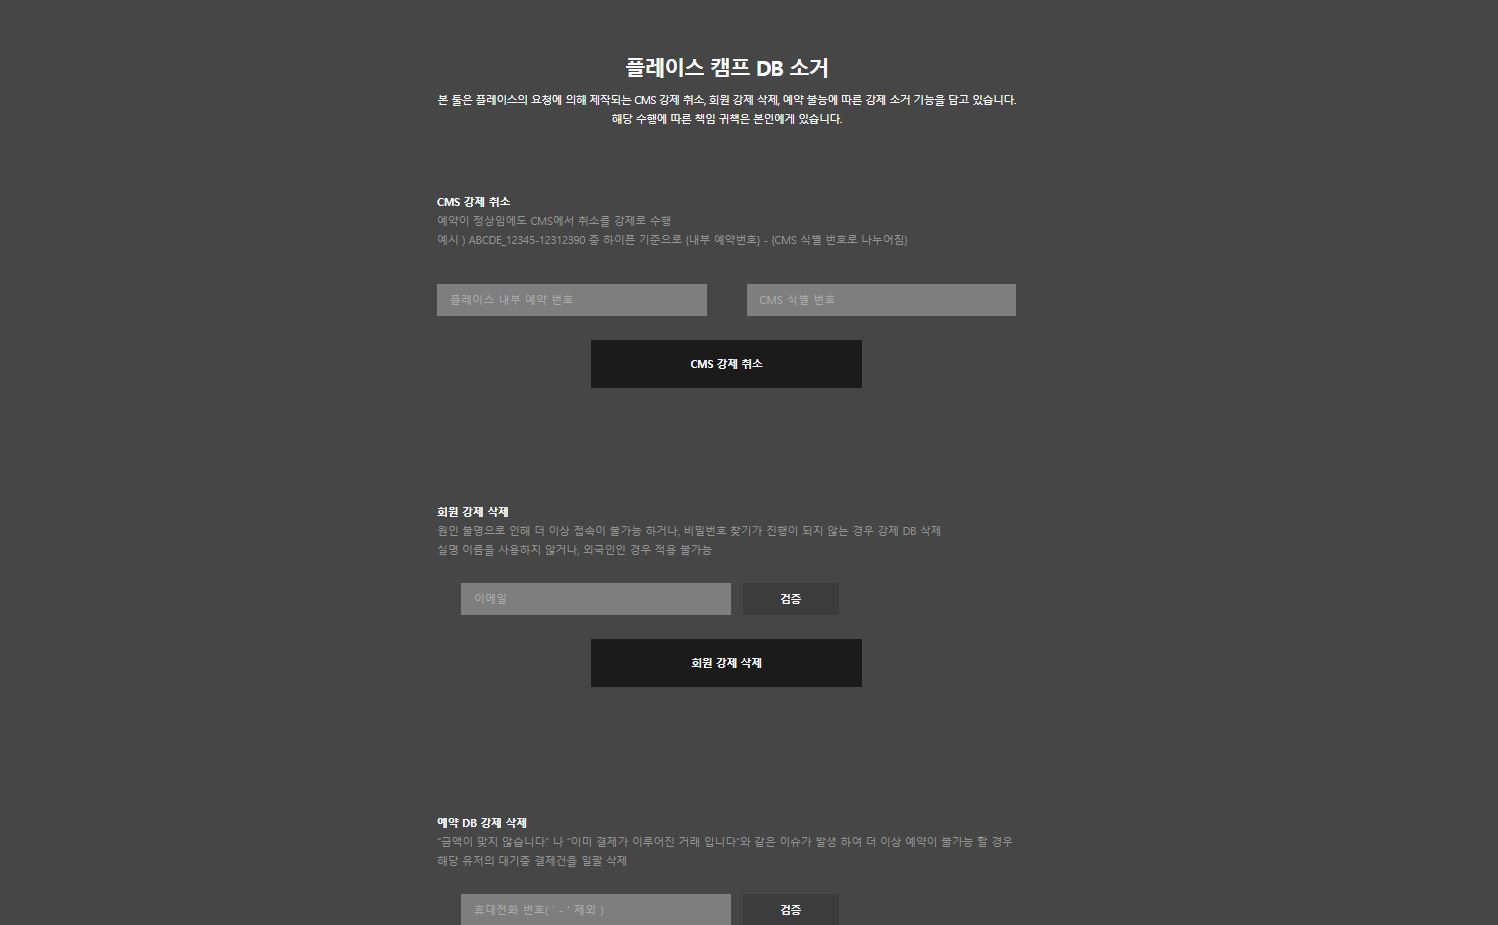 플레이스 캠프 DB 소거
본 툴은 플레이스의 요청에 의해 제작되는 CMS 강제 취소, 회원 강제 삭제, 예약 불능에 따른 강제 소거 기능을 담고 있습니다.
해당 수행에 따른 책임 귀책은 본인에게 있습니다.
CMS 강제 취소
예약이 정상임에도 CMS에서 취소를 강제로 수행
예시 ) ABCDE_12345-12312390 중 하이픈 기준으로 {내부 예약번호} - {CMS 식별 번호로 나누어짐}
플레이스 내부 예약 번호
CMS 식별 번호
CMS 강제 취소
회원 강제 삭제
원인 불명으로 인해 더 이상 접속이 불가능 하거나, 비밀번호 찾기가 진행이 되지 않는 경우 강제 DB 삭제
실명 이름을 사용하지 않거나, 외국인인 경우 적용 불가능
이메일
검증
회원 강제 삭제
예약 DB 강제 삭제
"금액이 맞지 않습니다" 나 "이미 결제가 이루어진 거래 입니다"와 같은 이슈가 발생 하여 더 이상 예약이 불가능 할 경우
해당 유저의 대기중 결제건을 일괄 삭제
휴대전화 번호( ' - ' 제외 )
검증